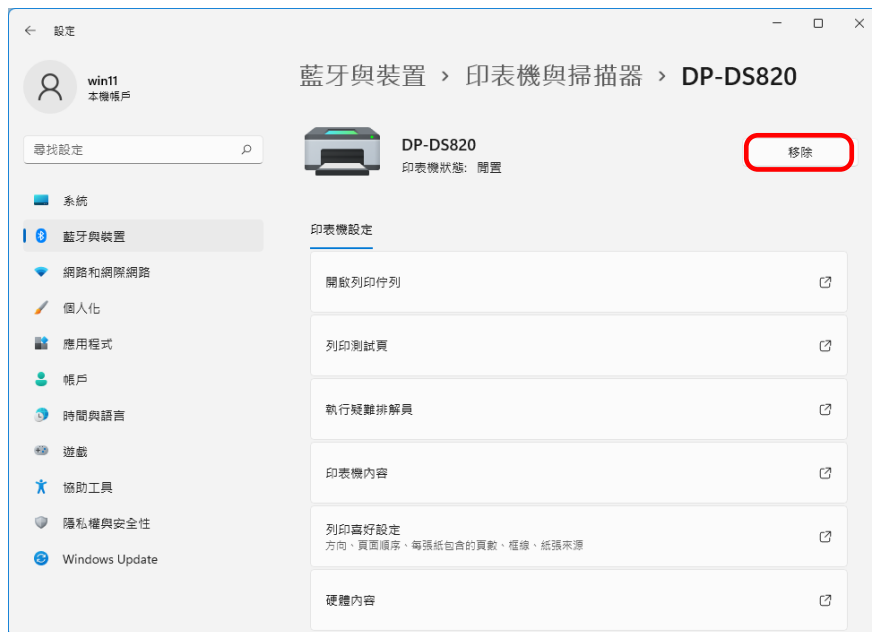 設定
win11
本機帳戶
尋找設定
系統
藍牙與裝置
網路和網際網路
個人化
應用程式
帳戶
時間與語言
遊戲
協助工具
隱私權與安全性
Windows Update
藍牙與裝置 › 印表機與掃描器 › DP-DS820
DP-DS820
印表機狀態: 閒置
移除
印表機設定
開啟列印佇列
列印測試頁
執行疑難排解員
印表機內容
列印喜好設定
方向、頁面順序、每張紙包含的頁數、框線、紙張來源
硬體內容